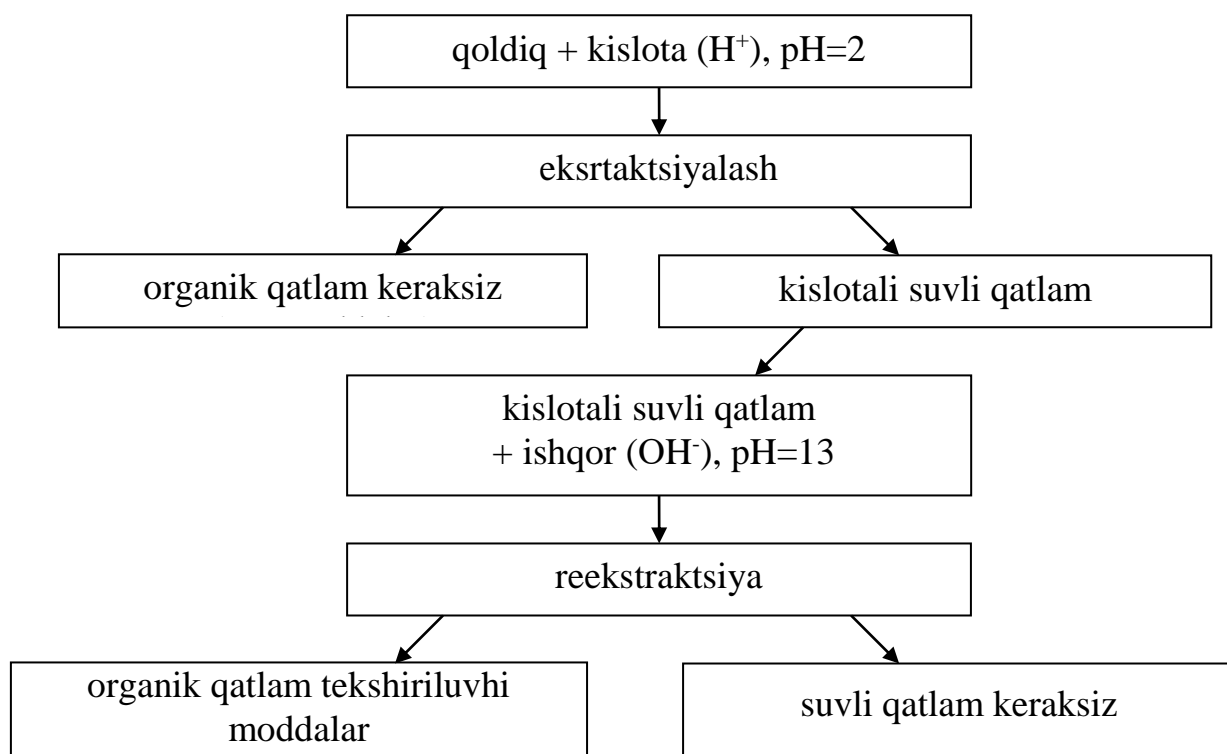 qoldiq + kislota (H⁺), pH=2
eksrtaktsiyalash
organik qatlam keraksiz
kislotali suvli qatlam
kislotali suvli qatlam
+ ishqor (OH⁻), pH=13
reekstraktsiya
organik qatlam tekshiriluvhi
moddalar
suvli qatlam keraksiz